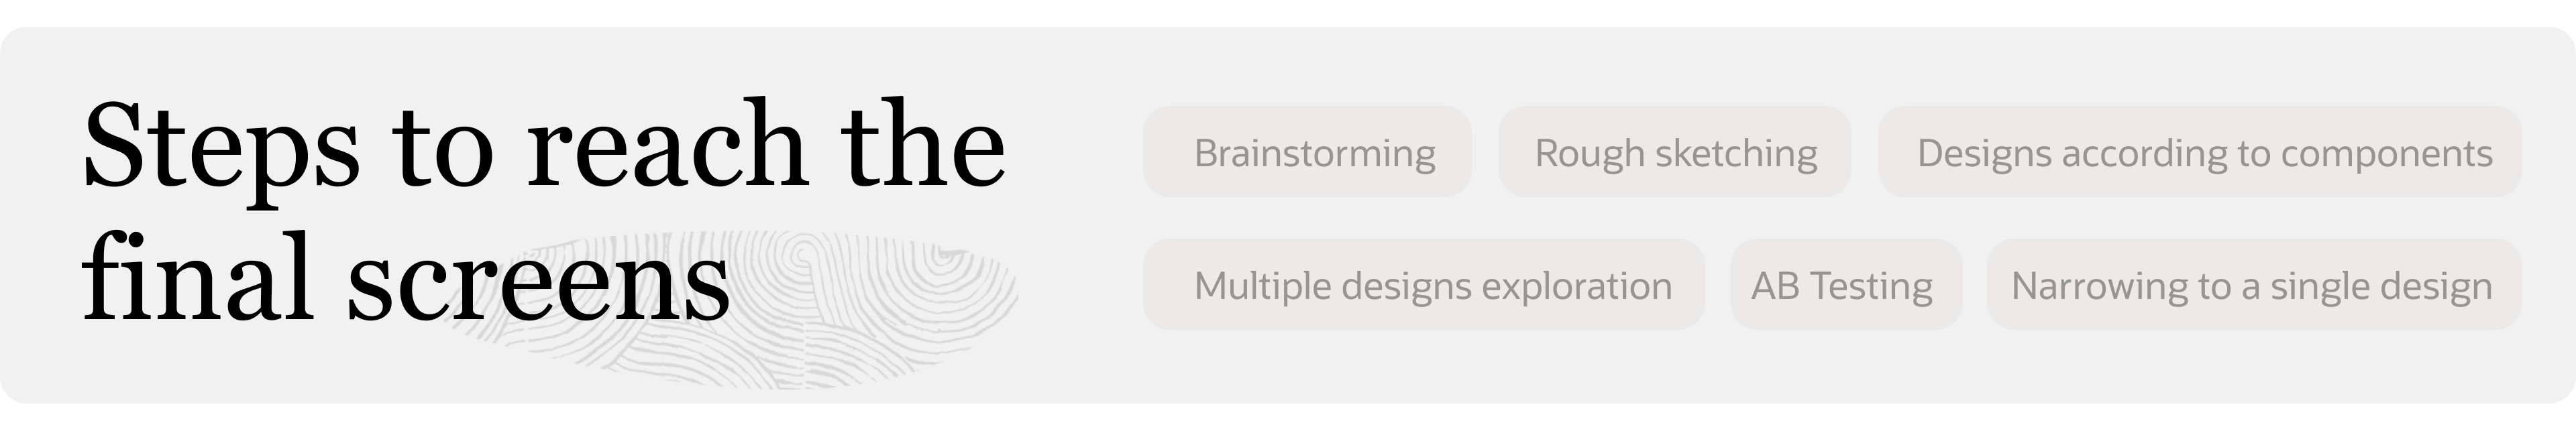 Steps to reach the
final screens
Brainstorming
Rough sketching
Designs according to components
Multiple designs exploration
AB Testing
Narrowing to a single design